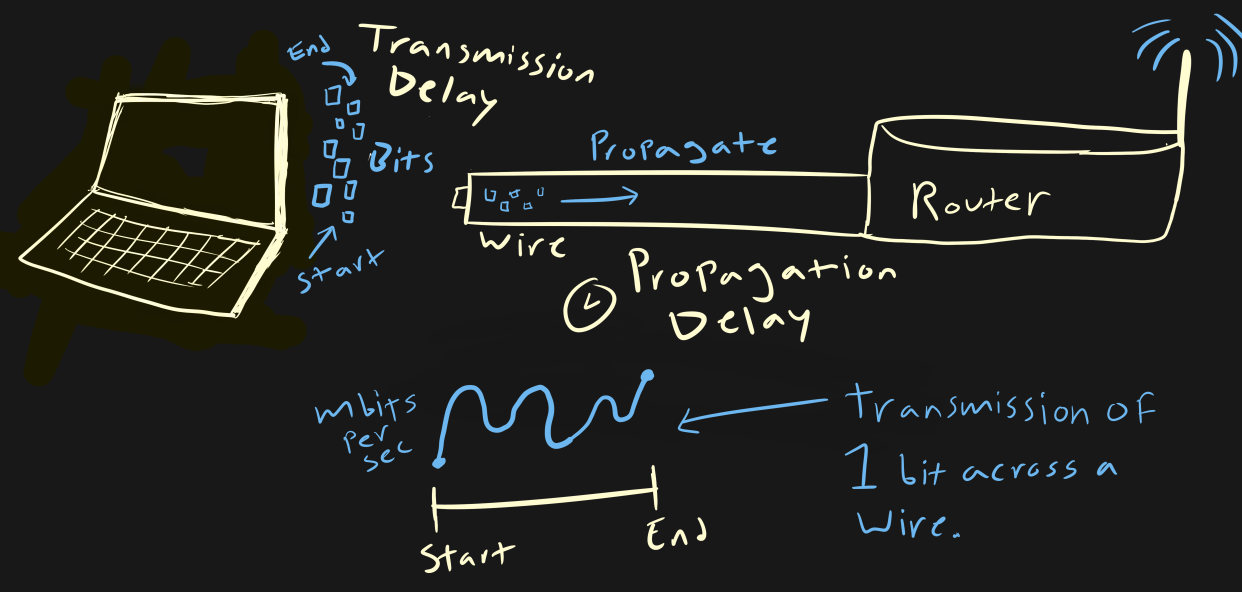 End
Transmission
Delay
Bits
Start
Propagate
Wire
Router
Propagation
Delay
mbits
per
sec
Start
End
Transmission of
1 bit across a
wire.